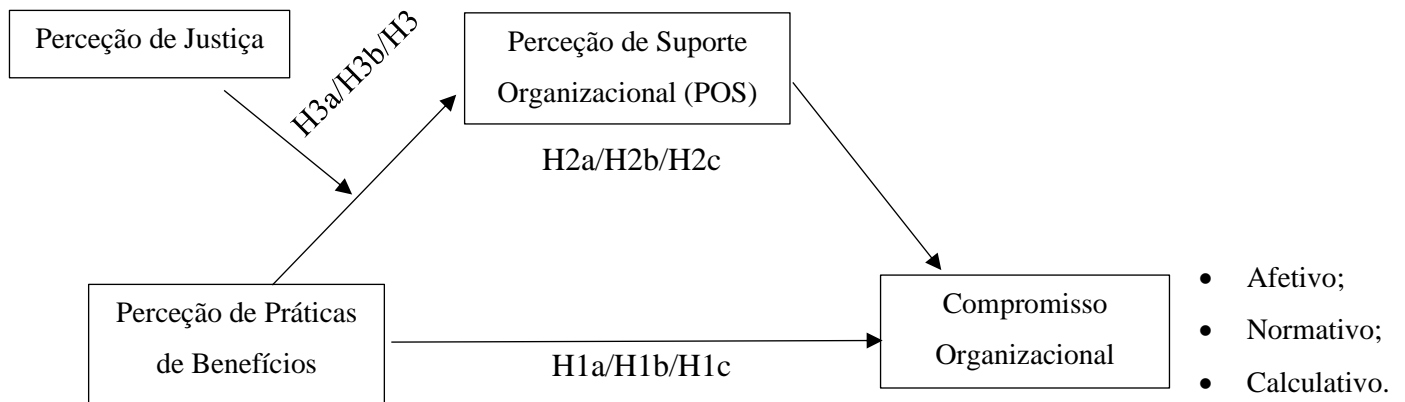 Perceção de Justiça
H3a/H3b/H3
Perceção de Suporte
Organizacional (POS)
H2a/H2b/H2c
Perceção de Práticas
de Benefícios
H1a/H1b/H1c
Compromisso
Organizacional
• Afetivo;
• Normativo;
• Calculativo.